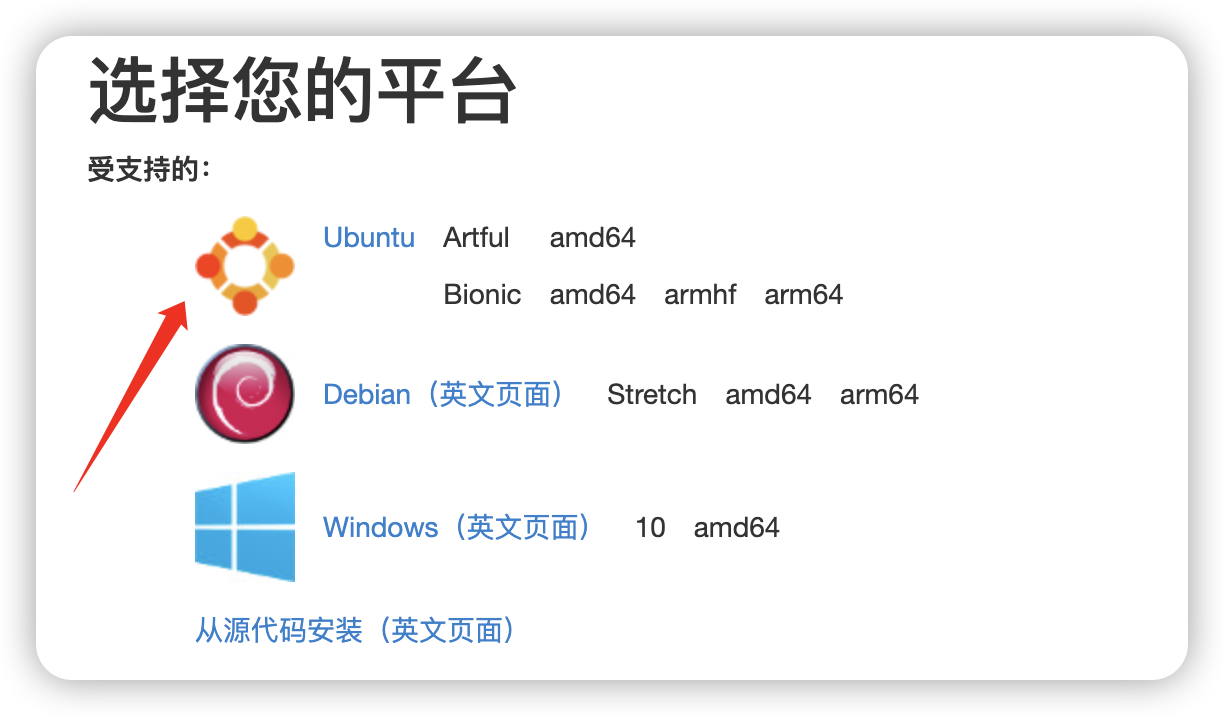 选择您的平台
受支持的：
Ubuntu Artful amd64
Bionic amd64 armhf arm64
Debian（英文页面） Stretch amd64 arm64
Windows（英文页面） 10 amd64
从源代码安装（英文页面）